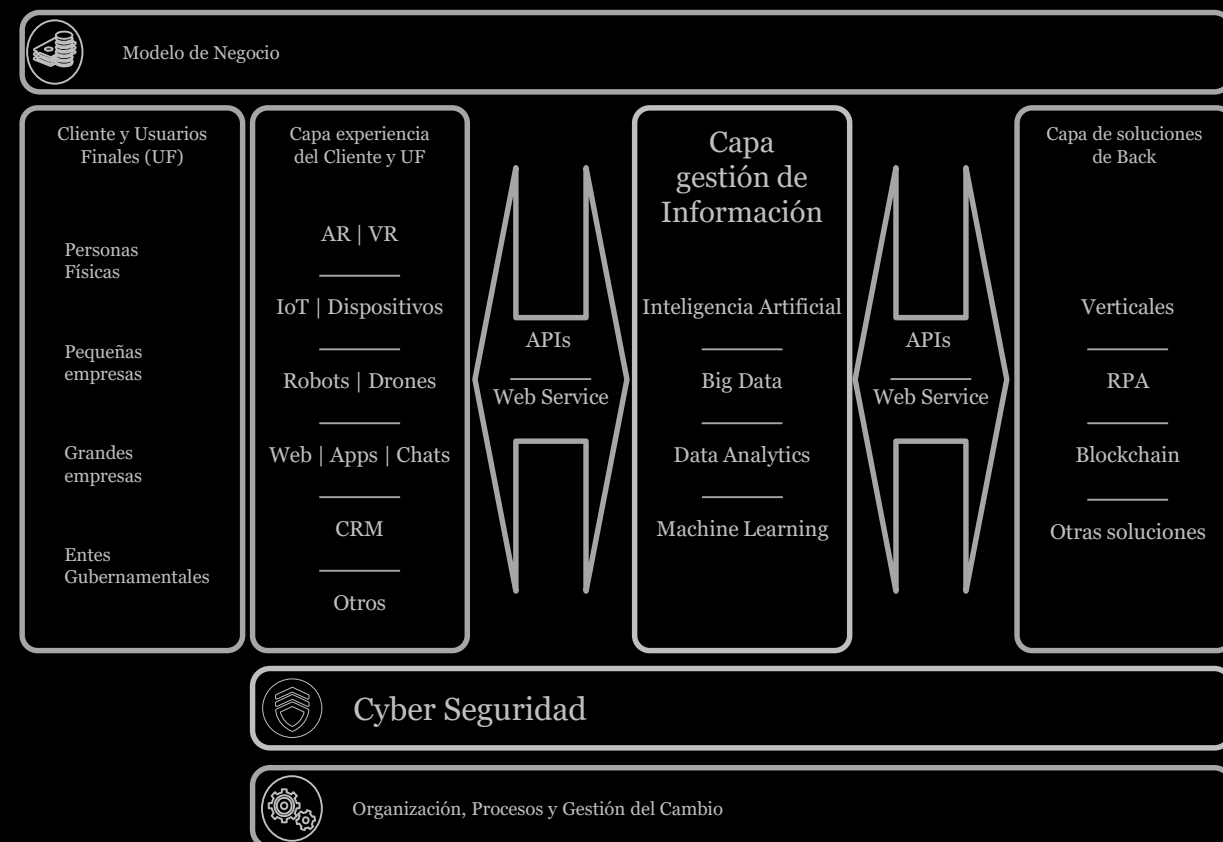 Modelo de Negocio
Cliente y Usuarios
Finales (UF)
Personas
Físicas
Pequeñas
empresas
Grandes
empresas
Entes
Gubernamentales
Capa experiencia
del Cliente y UF
AR | VR
IoT | Dispositivos
Robots | Drones
Web | Apps | Chats
CRM
Otros
APIs
Web Service
Capa
gestión de
Información
Inteligencia Artificial
Big Data
Data Analytics
Machine Learning
APIs
Web Service
Capa de soluciones
de Back
Verticales
RPA
Blockchain
Otras soluciones
Cyber Seguridad
Organización, Procesos y Gestión del Cambio